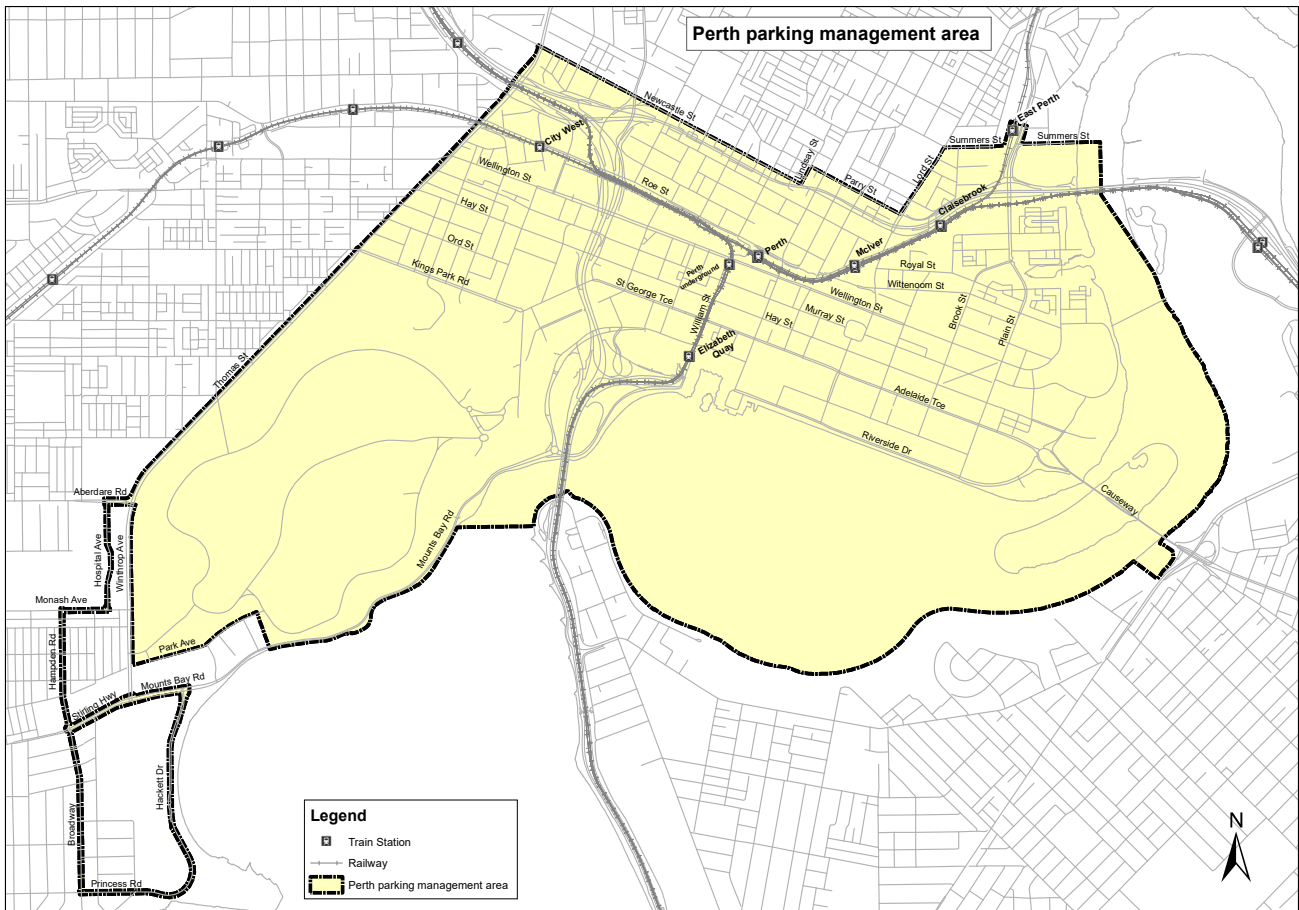 Perth parking management area
East Perth
Newcastle St
Summers St
Summers St
City West
Lindsay St
Lord St
Parry St
Wellington St
Roe St
Claisebrook
Hay St
Ord St
Perth
McIver
Kings Park Rd
Perth
underground
Royal St
Wittenoom St
St George Tce
William St
Wellington St
Murray St
Hay St
Brook St
Plain St
Elizabeth
Quay
Thomas St
Adelaide Tce
Riverside Dr
Causeway
Aberdare Rd
Mounts Bay Rd
Hospital Ave
Winthrop Ave
Monash Ave
Hampden Rd
Park Ave
Mounts Bay Rd
Stirling Hwy
Hackett Dr
Broadway
Princess Rd
Legend
Train Station
Railway
Perth parking management area
N